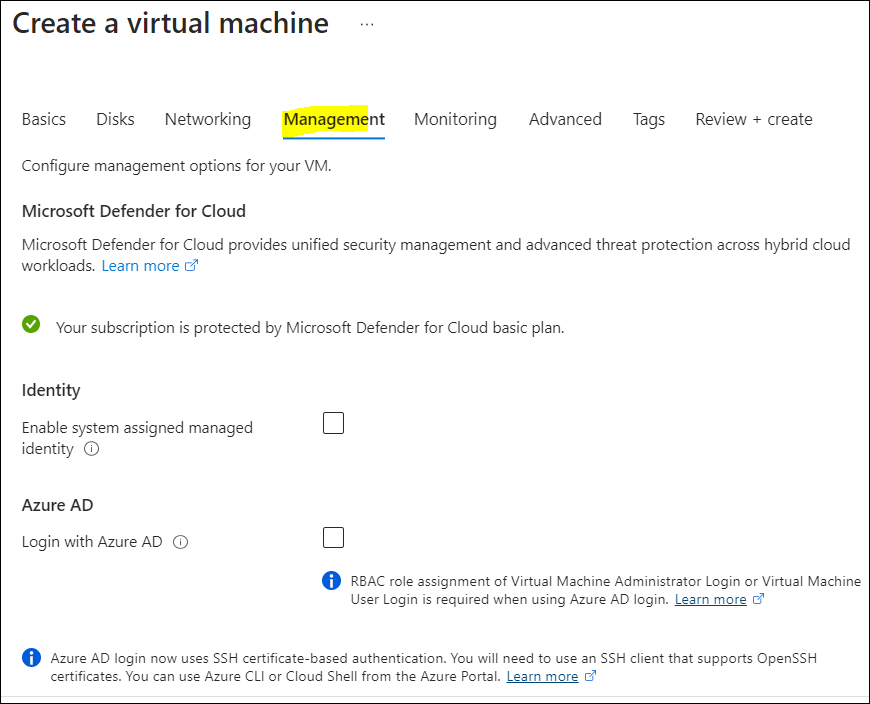 Create a virtual machine ...
Basics Disks Networking Management Monitoring Advanced Tags Review + create
Configure management options for your VM.
Microsoft Defender for Cloud
Microsoft Defender for Cloud provides unified security management and advanced threat protection across hybrid cloud
workloads. Learn more
Your subscription is protected by Microsoft Defender for Cloud basic plan.
Identity
Enable system assigned managed
identity
Azure AD
Login with Azure AD
RBAC role assignment of Virtual Machine Administrator Login or Virtual Machine
User Login is required when using Azure AD login. Learn more
Azure AD login now uses SSH certificate-based authentication. You will need to use an SSH client that supports OpenSSH
certificates. You can use Azure CLI or Cloud Shell from the Azure Portal. Learn more